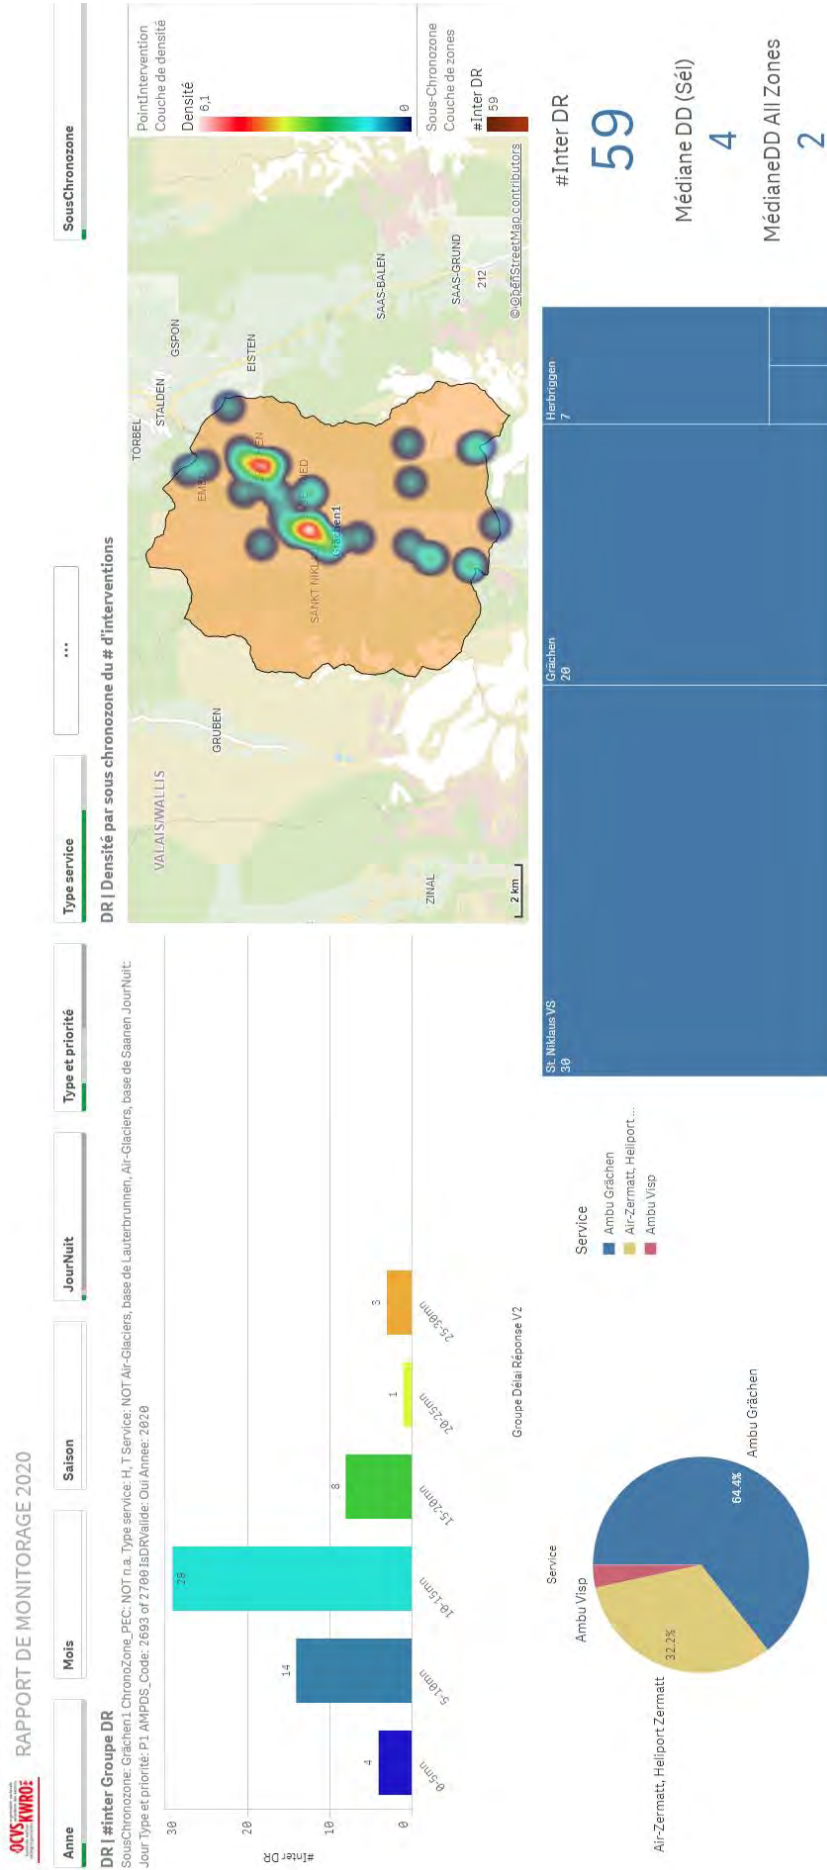 OCVS
KWRO
RAPPORT DE MONITORAGE 2020
Anne
Mois
Saison
JourNuit
Type et priorité
Type service
...
SousChronozone
DR | #inter Groupe DR
SousChronozone: Grächen1 ChronoZone_PEC: NOT n.a. Type service: H, T Service: NOT Air-Glaciers, base de Lauterbrunnen, Air-Glaciers, base de Saanen JourNuit:
Jour Type et priorité: P1 AMPDS_Code: 2693 of 2700 IsDRValide: Oui Annee: 2020
#Inter DR
30
20
10
0
4
14
29
8
1
3
0-5mn
5-10mn
10-15mn
15-20mn
20-25mn
25-30mn
Groupe Délai Réponse V2
DR | Densité par sous chronozone du # d'interventions
VALAIS/WALLIS
GRUBEN
ZINAL
TÖRBEL
STALDEN
GSPON
EISTEN
SANKT NIKL
Grächen1
SAAS-BALEN
SAAS-GRUND
212
2 km
© OpenStreetMap contributors
PointIntervention
Couche de densité
Densité
6,1
0
Sous-Chronozone
Couche de zones
#Inter DR
59
Service
Ambu Visp
Air-Zermatt, Heliport Zermatt
32.2%
64.4%
Ambu Grächen
Service
Ambu Grächen
Air-Zermatt, Heliport ...
Ambu Visp
St. Niklaus VS
30
Grächen
20
Herbriggen
7
#Inter DR
59
Médiane DD (Sél)
4
MédianeDD All Zones
2